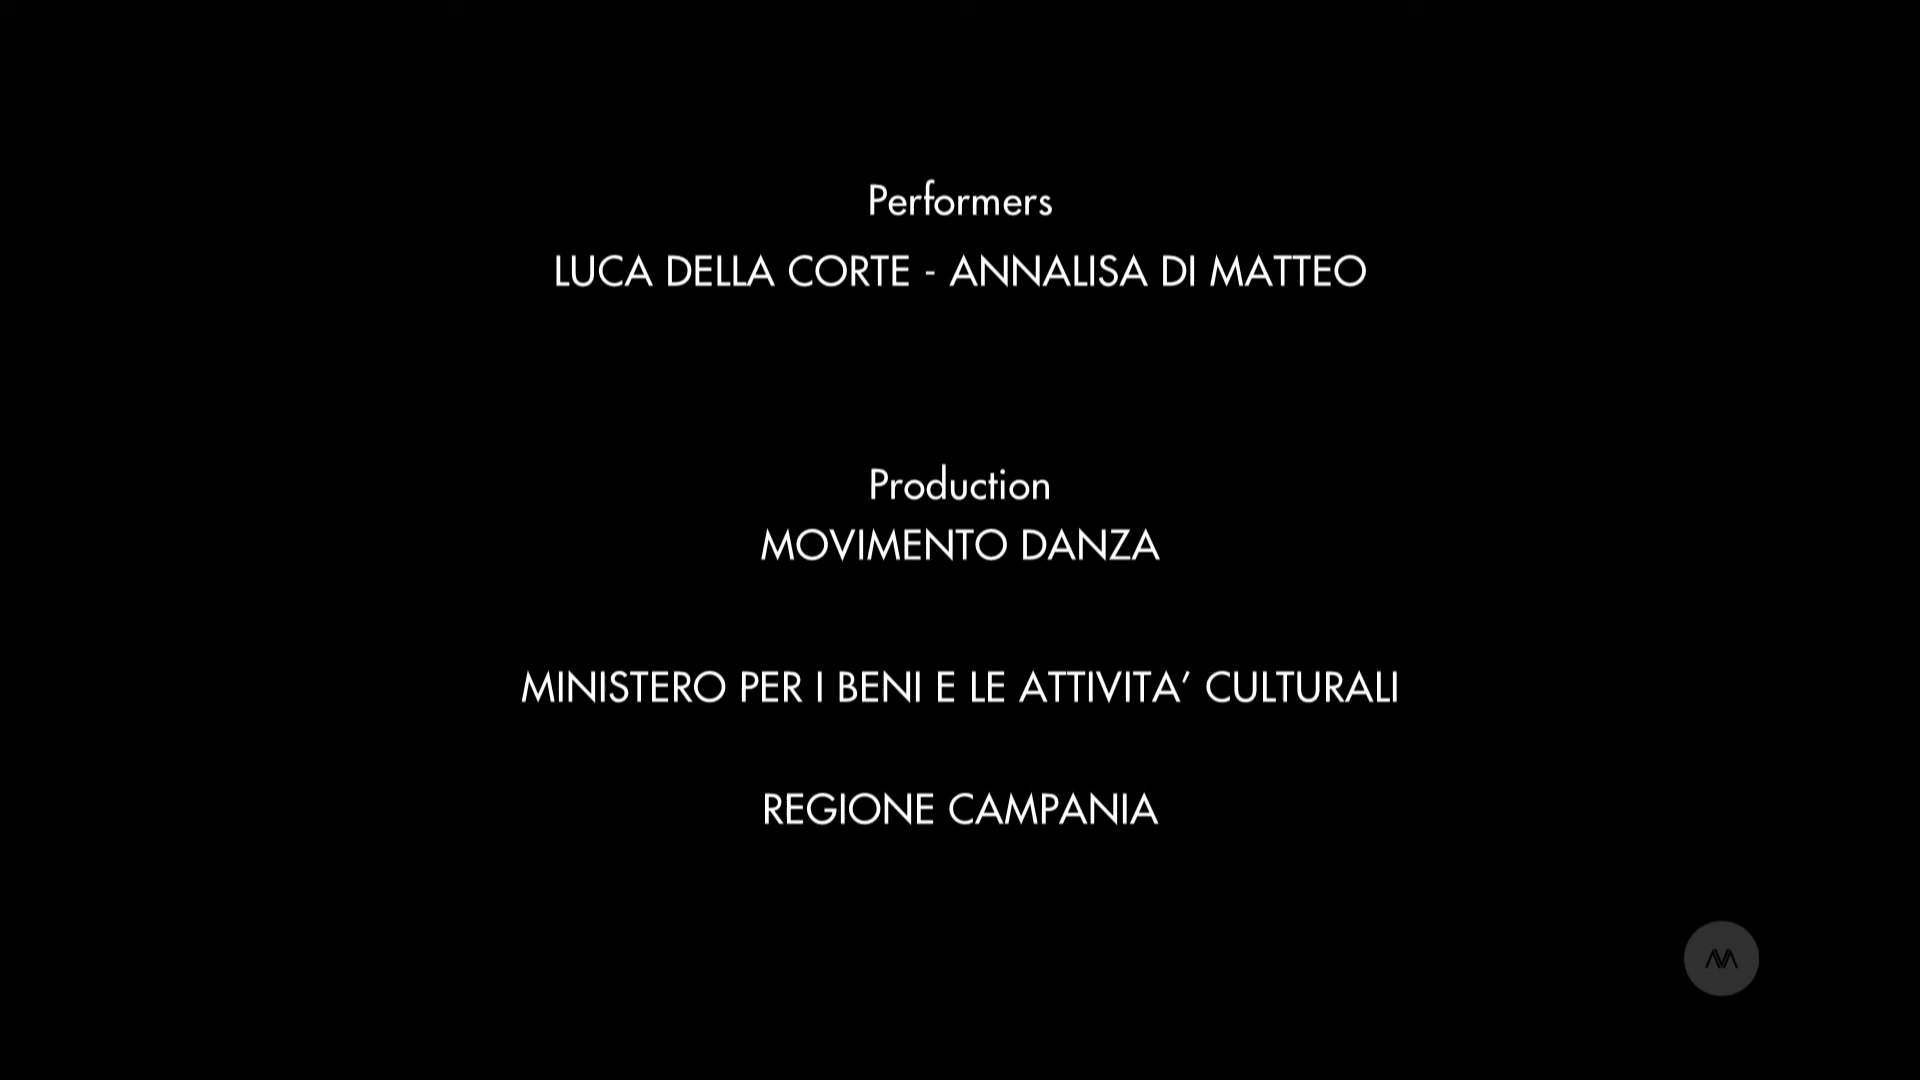 Performers
LUCA DELLA CORTE - ANNALISA DI MATTEO
Production
MOVIMENTO DANZA
MINISTERO PER I BENI E LE ATTIVITA’ CULTURALI
REGIONE CAMPANIA